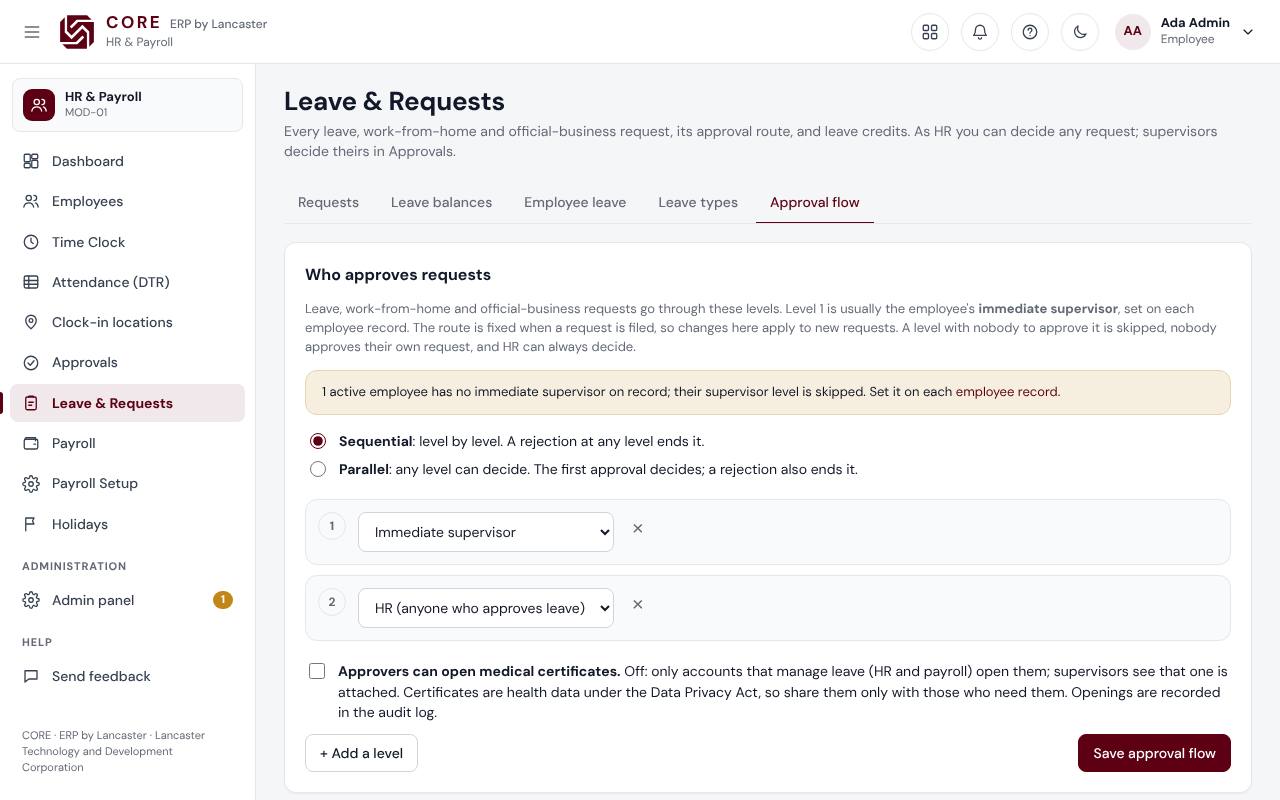 CORE ERP by Lancaster
HR & Payroll
AA
Ada Admin
Employee
HR & Payroll
MOD-01
Dashboard
Employees
Time Clock
Attendance (DTR)
Clock-in locations
Approvals
Leave & Requests
Payroll
Payroll Setup
Holidays
ADMINISTRATION
Admin panel 1
HELP
Send feedback
CORE · ERP by Lancaster · Lancaster
Technology and Development
Corporation
Leave & Requests
Every leave, work-from-home and official-business request, its approval route, and leave credits. As HR you can decide any request; supervisors
decide theirs in Approvals.
Requests Leave balances Employee leave Leave types Approval flow
Who approves requests
Leave, work-from-home and official-business requests go through these levels. Level 1 is usually the employee's immediate supervisor, set on each
employee record. The route is fixed when a request is filed, so changes here apply to new requests. A level with nobody to approve it is skipped, nobody
approves their own request, and HR can always decide.
1 active employee has no immediate supervisor on record; their supervisor level is skipped. Set it on each employee record.
Sequential: level by level. A rejection at any level ends it.
Parallel: any level can decide. The first approval decides; a rejection also ends it.
1 Immediate supervisor ×
2 HR (anyone who approves leave) ×
Approvers can open medical certificates. Off: only accounts that manage leave (HR and payroll) open them; supervisors see that one is
attached. Certificates are health data under the Data Privacy Act, so share them only with those who need them. Openings are recorded
in the audit log.
+ Add a level
Save approval flow